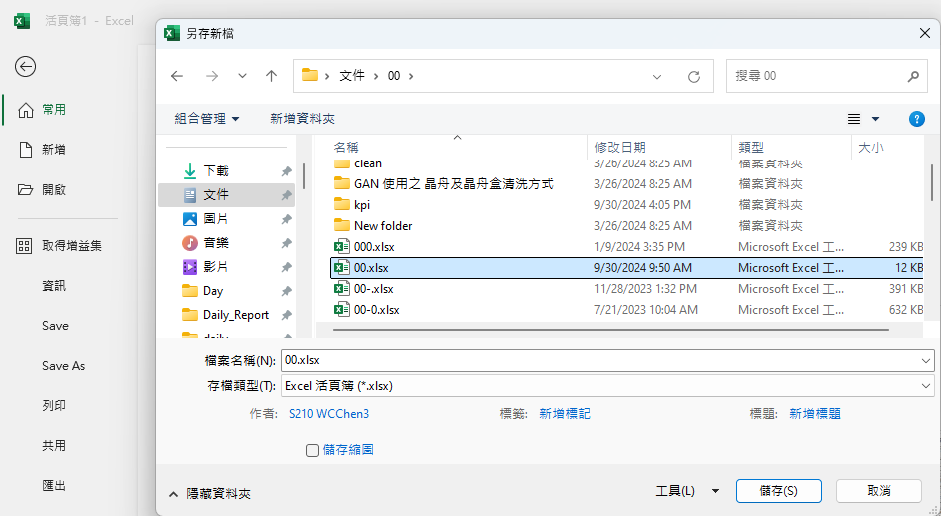 活頁簿1 - Excel
另存新檔
文件 00
搜尋 00
組合管理 新增資料夾
常用
新增
開啟
取得增益集
資訊
Save
Save As
列印
共用
匯出
下載
文件
圖片
音樂
影片
Day
Daily_Report
名稱 修改日期 類型 大小
clean 3/26/2024 8:25 AM 檔案資料夾
GAN 使用之 晶舟及晶舟盒清洗方式 3/26/2024 8:25 AM 檔案資料夾
kpi 9/30/2024 4:05 PM 檔案資料夾
New folder 3/26/2024 8:25 AM 檔案資料夾
000.xlsx 1/9/2024 3:35 PM Microsoft Excel 工... 239 KB
00.xlsx 9/30/2024 9:50 AM Microsoft Excel 工... 12 KB
00-.xlsx 11/28/2023 1:32 PM Microsoft Excel 工... 391 KB
00-0.xlsx 7/21/2023 10:04 AM Microsoft Excel 工... 632 KB
檔案名稱(N): 00.xlsx
存檔類型(T): Excel 活頁簿 (*.xlsx)
作者: S210 WCChen3 標籤: 新增標記 標題: 新增標題
儲存縮圖
隱藏資料夾 工具(L) 儲存(S) 取消